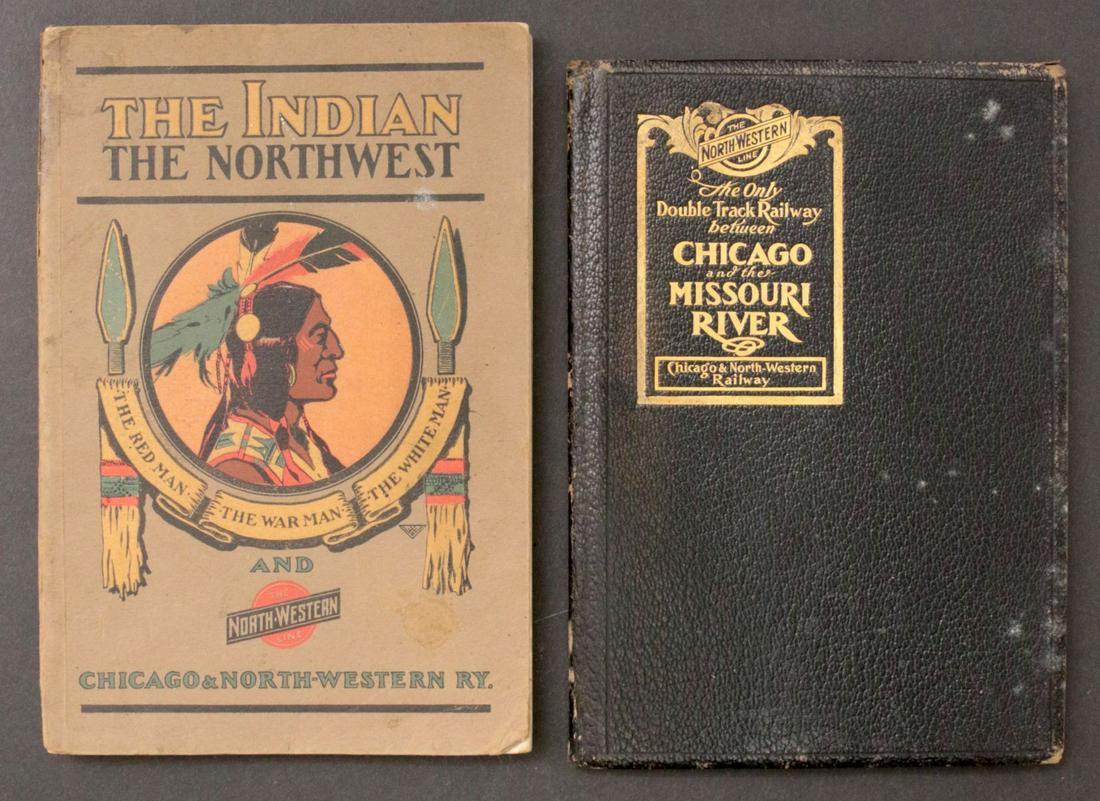 THE INDIAN
THE NORTHWEST
THE RED MAN · THE WAR MAN · THE WHITE MAN
AND
THE
NORTH-WESTERN
LINE
CHICAGO & NORTH-WESTERN RY.
THE
NORTH-WESTERN
LINE
The Only
Double Track Railway
between
CHICAGO
and the
MISSOURI
RIVER
Chicago & North-Western
Railway